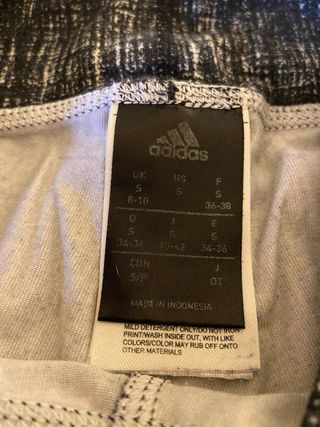 adidas
UK US F
S S S
8-10 36-38
D I E
S S S
34-36 40-42 34-36
CDN J
S/P OT
MADE IN INDONESIA
MILD DETERGENT ONLY/DO NOT IRON
PRINT/WASH INSIDE OUT, WITH LIKE
COLORS/COLOR MAY RUB OFF ONTO
OTHER MATERIALS